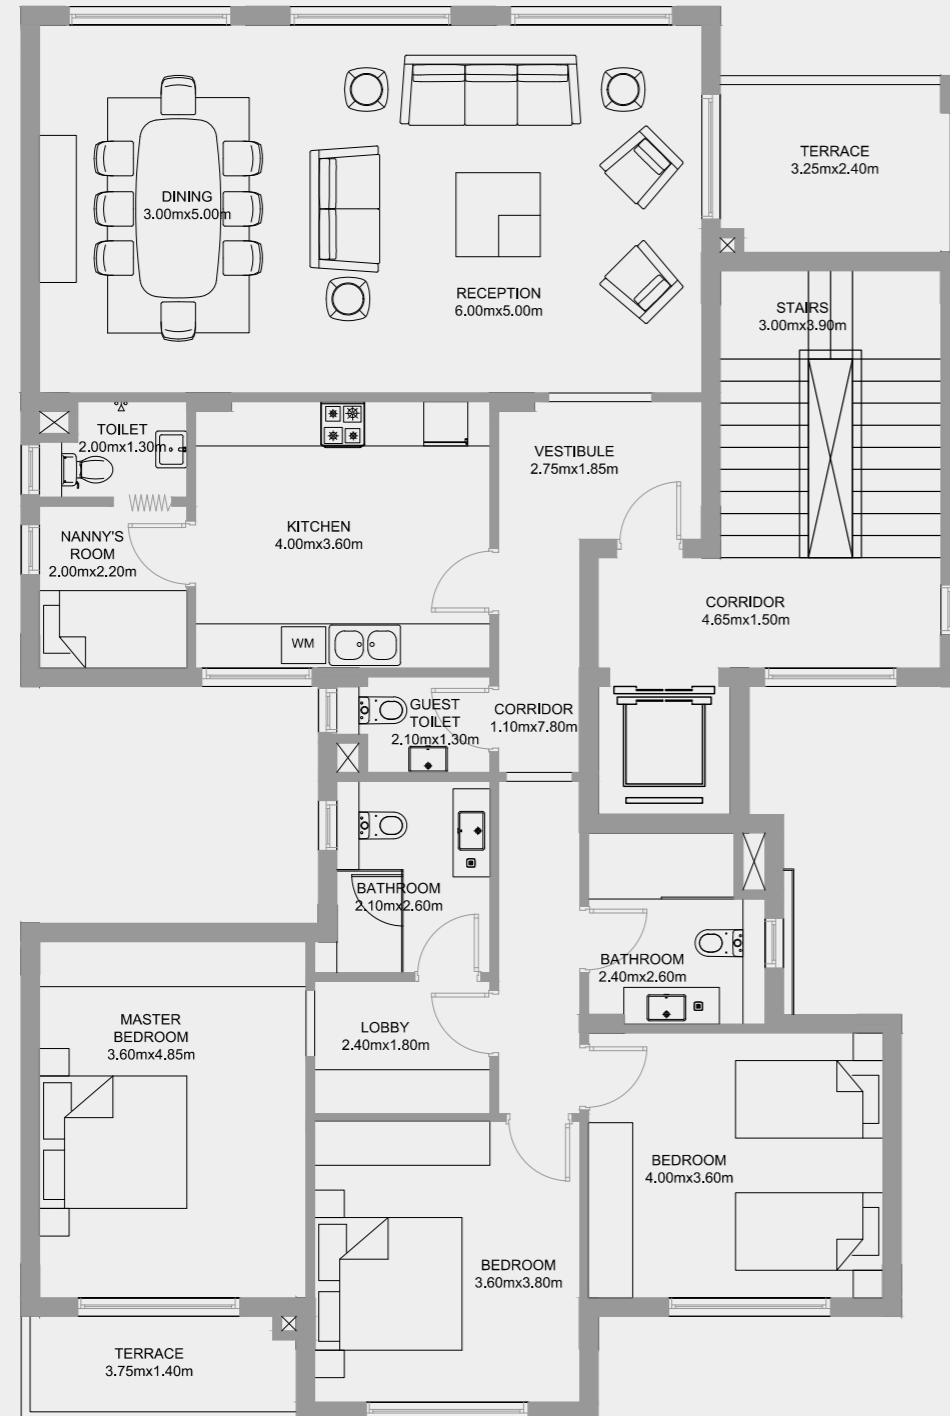 TERRACE
3.25mx2.40m
DINING
3.00mx5.00m
RECEPTION
6.00mx5.00m
STAIRS
3.00mx3.90m
TOILET
2.00mx1.30m
VESTIBULE
2.75mx1.85m
KITCHEN
4.00mx3.60m
NANNY'S
ROOM
2.00mx2.20m
CORRIDOR
4.65mx1.50m
WM
GUEST
TOILET
2.10mx1.30m
CORRIDOR
1.10mx7.80m
BATHROOM
2.10mx2.60m
BATHROOM
2.40mx2.60m
MASTER
BEDROOM
3.60mx4.85m
LOBBY
2.40mx1.80m
BEDROOM
4.00mx3.60m
BEDROOM
3.60mx3.80m
TERRACE
3.75mx1.40m